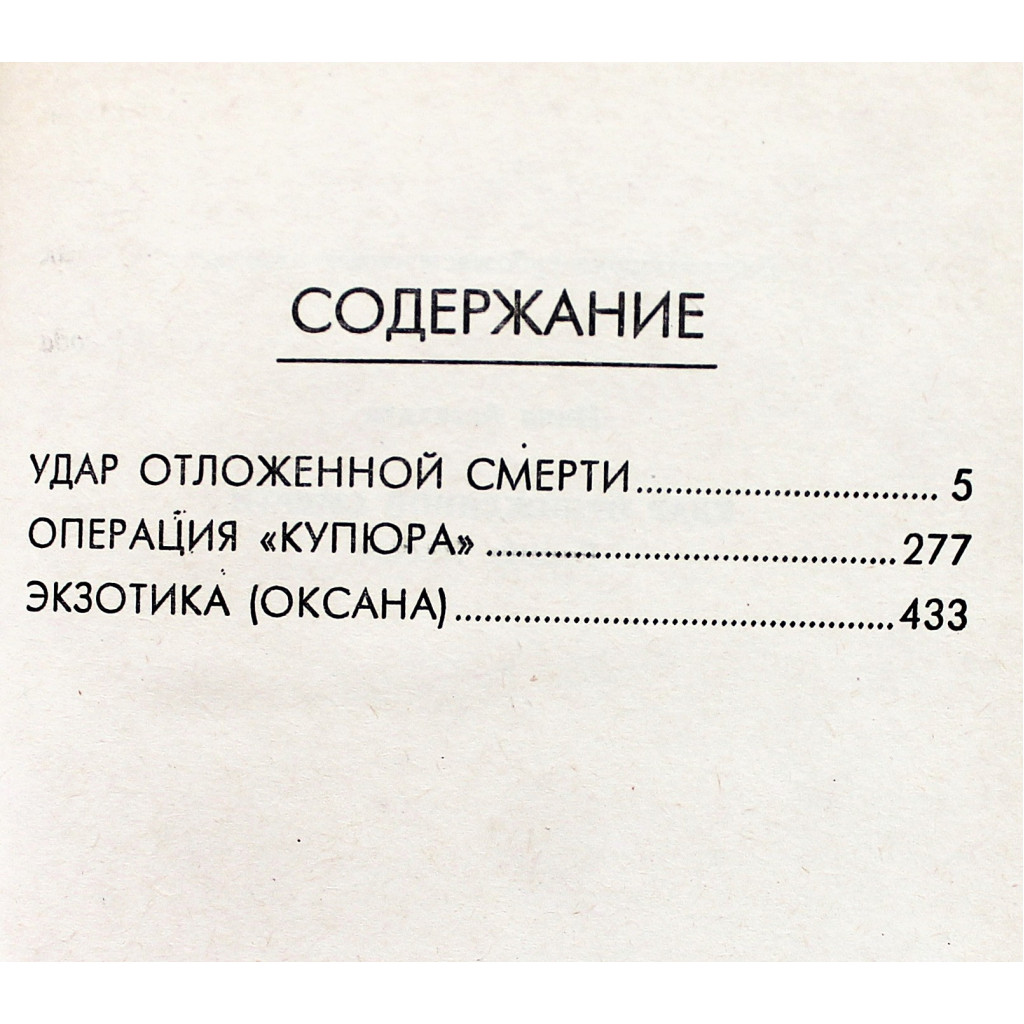 СОДЕРЖАНИЕ
УДАР ОТЛОЖЕННОЙ СМЕРТИ.............................. 5
ОПЕРАЦИЯ «КУПЮРА» .........................................277
ЭКЗОТИКА (ОКСАНА)............................................433